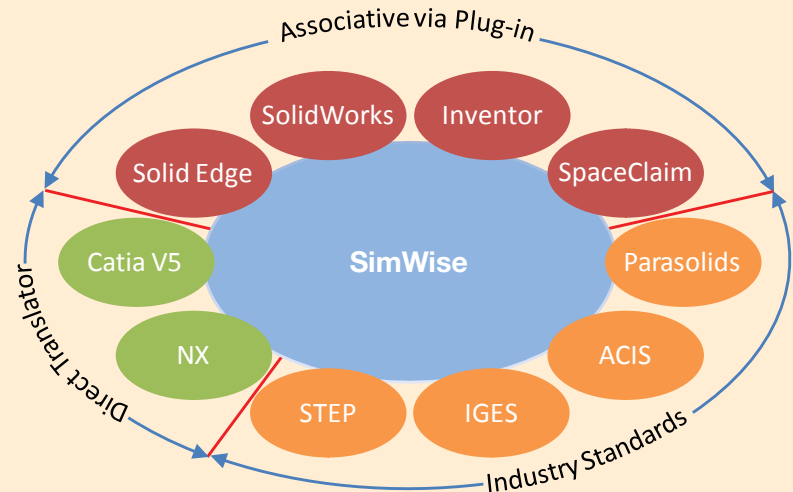 Associative via Plug-in
SolidWorks
Inventor
Solid Edge
SpaceClaim
Catia V5
SimWise
Parasolids
NX
ACIS
STEP
IGES
Direct Translator
Industry Standards